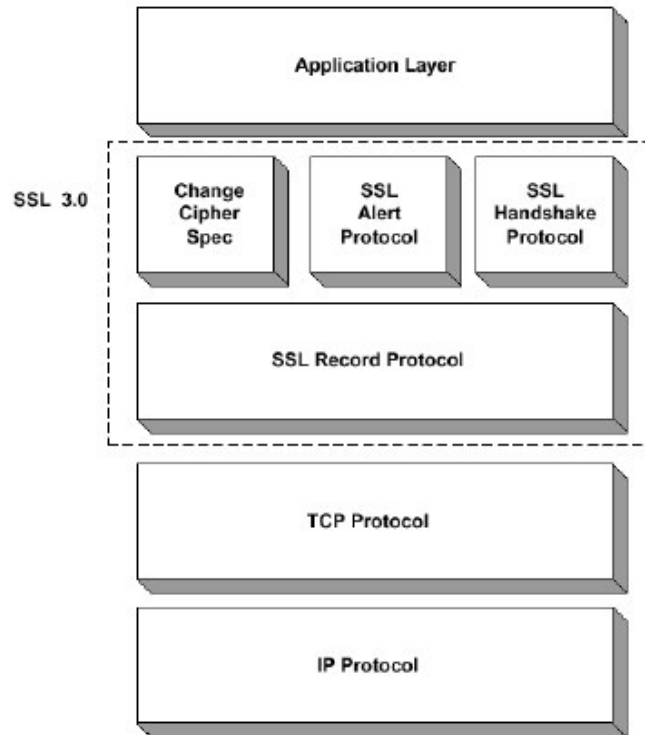 Application Layer
SSL 3.0
Change
Cipher
Spec
SSL
Alert
Protocol
SSL
Handshake
Protocol
SSL Record Protocol
TCP Protocol
IP Protocol